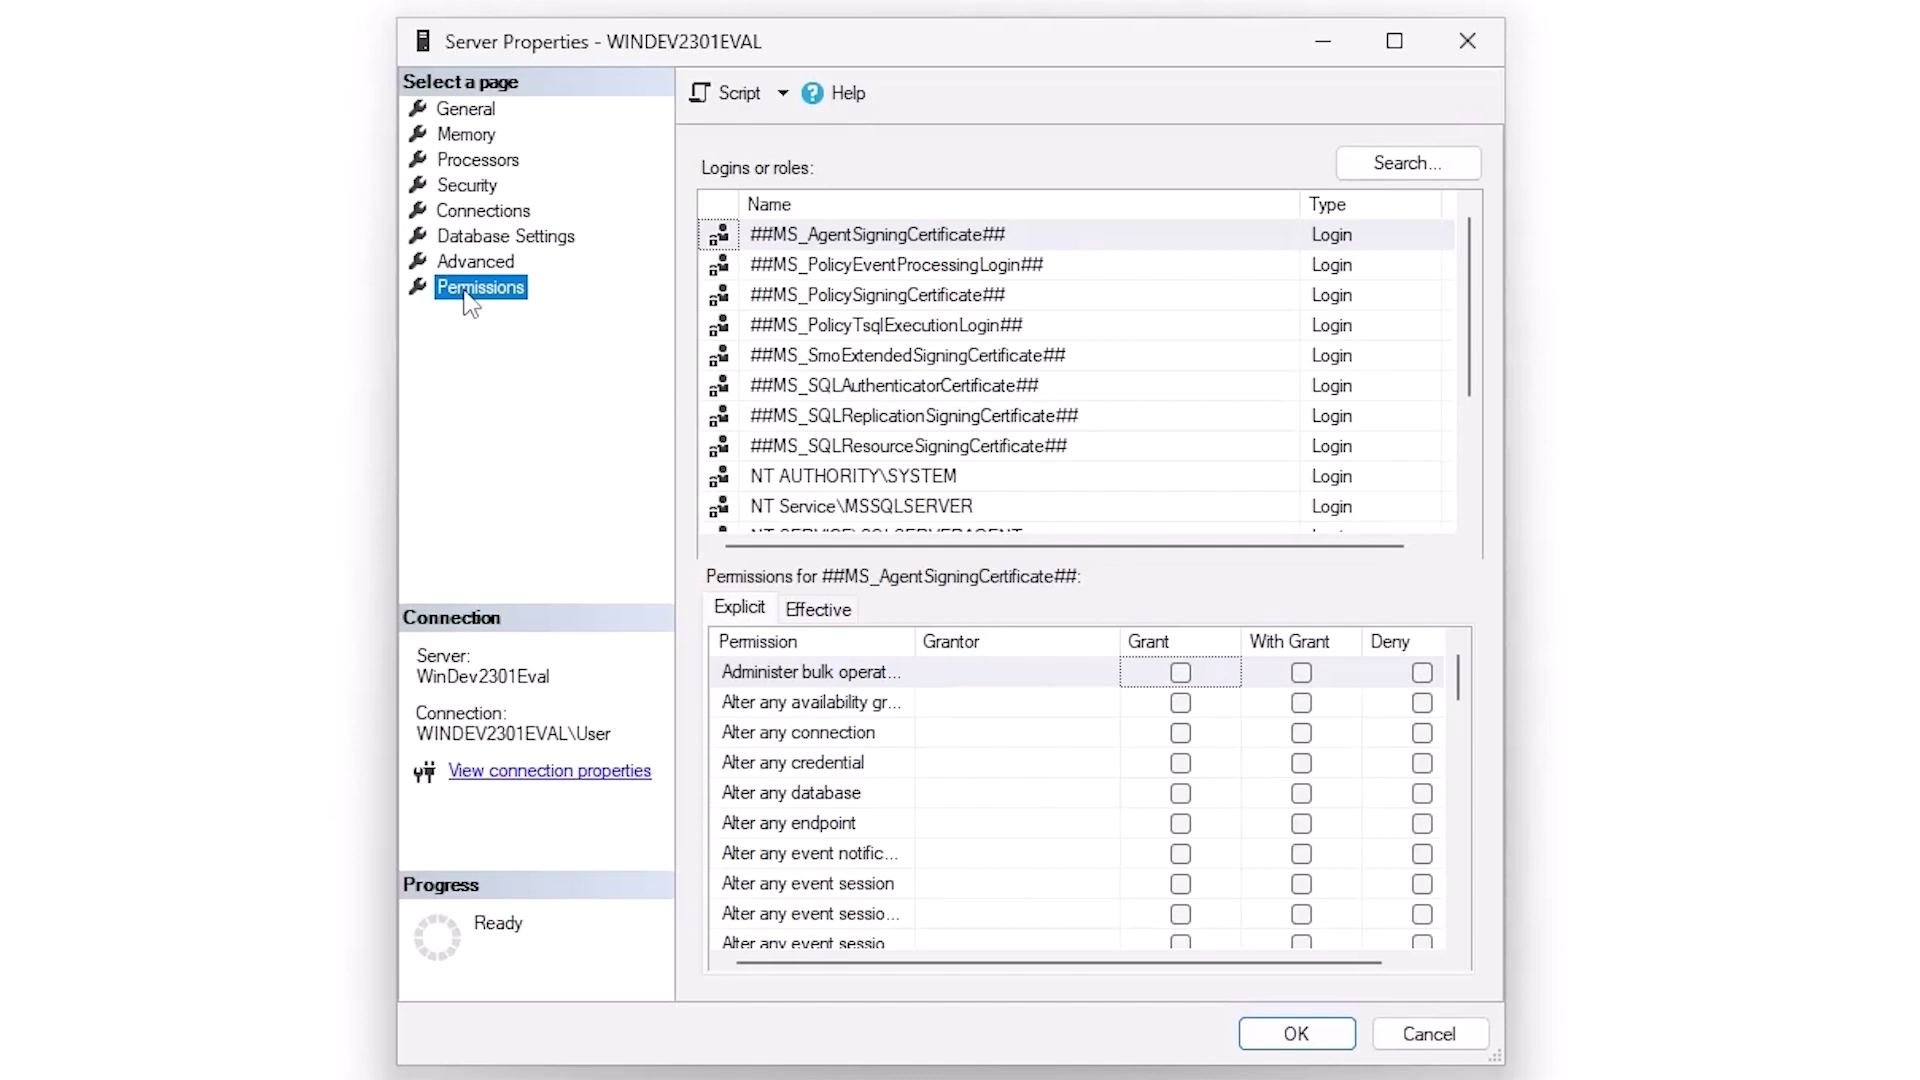 Server Properties - WINDEV2301EVAL
Select a page
General
Memory
Processors
Security
Connections
Database Settings
Advanced
Permissions
Script
Help
Logins or roles:
Search...
Name Type
##MS_AgentSigningCertificate## Login
##MS_PolicyEventProcessingLogin## Login
##MS_PolicySigningCertificate## Login
##MS_PolicyTsqlExecutionLogin## Login
##MS_SmoExtendedSigningCertificate## Login
##MS_SQLAuthenticatorCertificate## Login
##MS_SQLReplicationSigningCertificate## Login
##MS_SQLResourceSigningCertificate## Login
NT AUTHORITY\SYSTEM Login
NT Service\MSSQLSERVER Login
Permissions for ##MS_AgentSigningCertificate##:
Explicit Effective
Permission Grantor Grant With Grant Deny
Administer bulk operat...
Alter any availability gr...
Alter any connection
Alter any credential
Alter any database
Alter any endpoint
Alter any event notific...
Alter any event session
Alter any event sessio...
Alter any event sessio
Connection
Server:
WinDev2301Eval
Connection:
WINDEV2301EVAL\User
View connection properties
Progress
Ready
OK
Cancel